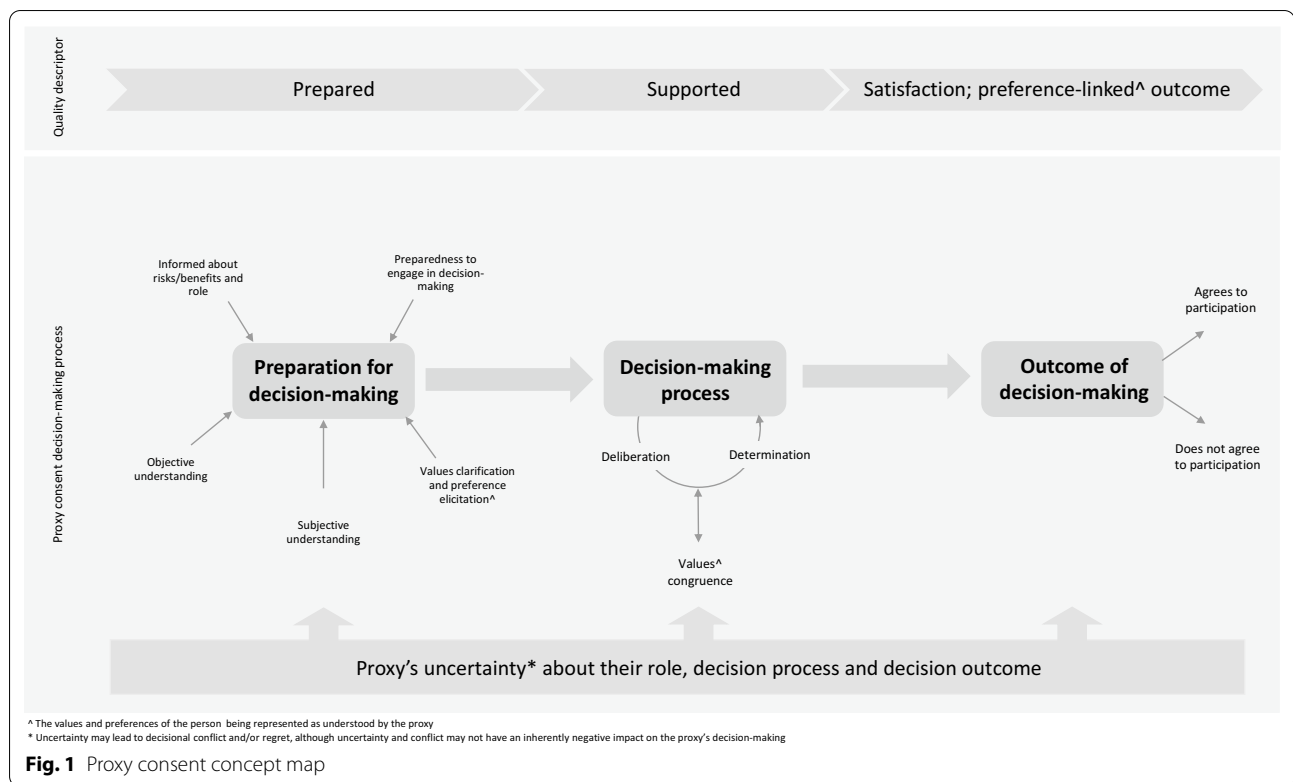 Quality descriptor
Prepared
Supported
Satisfaction; preference-linked^ outcome
Proxy consent decision-making process
Informed about
risks/benefits and
role
Preparedness to
engage in decision-
making
Preparation for
decision-making
Objective
understanding
Subjective
understanding
Values clarification
and preference
elicitation^
Decision-making
process
Deliberation
Determination
Values^
congruence
Outcome of
decision-making
Agrees to
participation
Does not agree
to participation
Proxy's uncertainty* about their role, decision process and decision outcome
^ The values and preferences of the person being represented as understood by the proxy
* Uncertainty may lead to decisional conflict and/or regret, although uncertainty and conflict may not have an inherently negative impact on the proxy's decision-making
Fig. 1 Proxy consent concept map